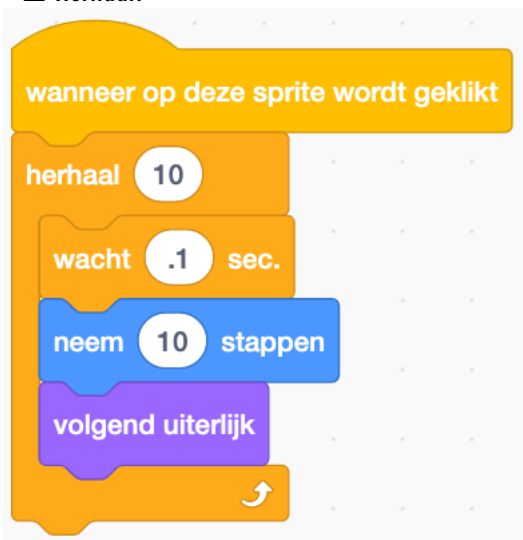 wanneer op deze sprite wordt geklikt
herhaal 10
wacht .1 sec.
neem 10 stappen
volgend uiterlijk